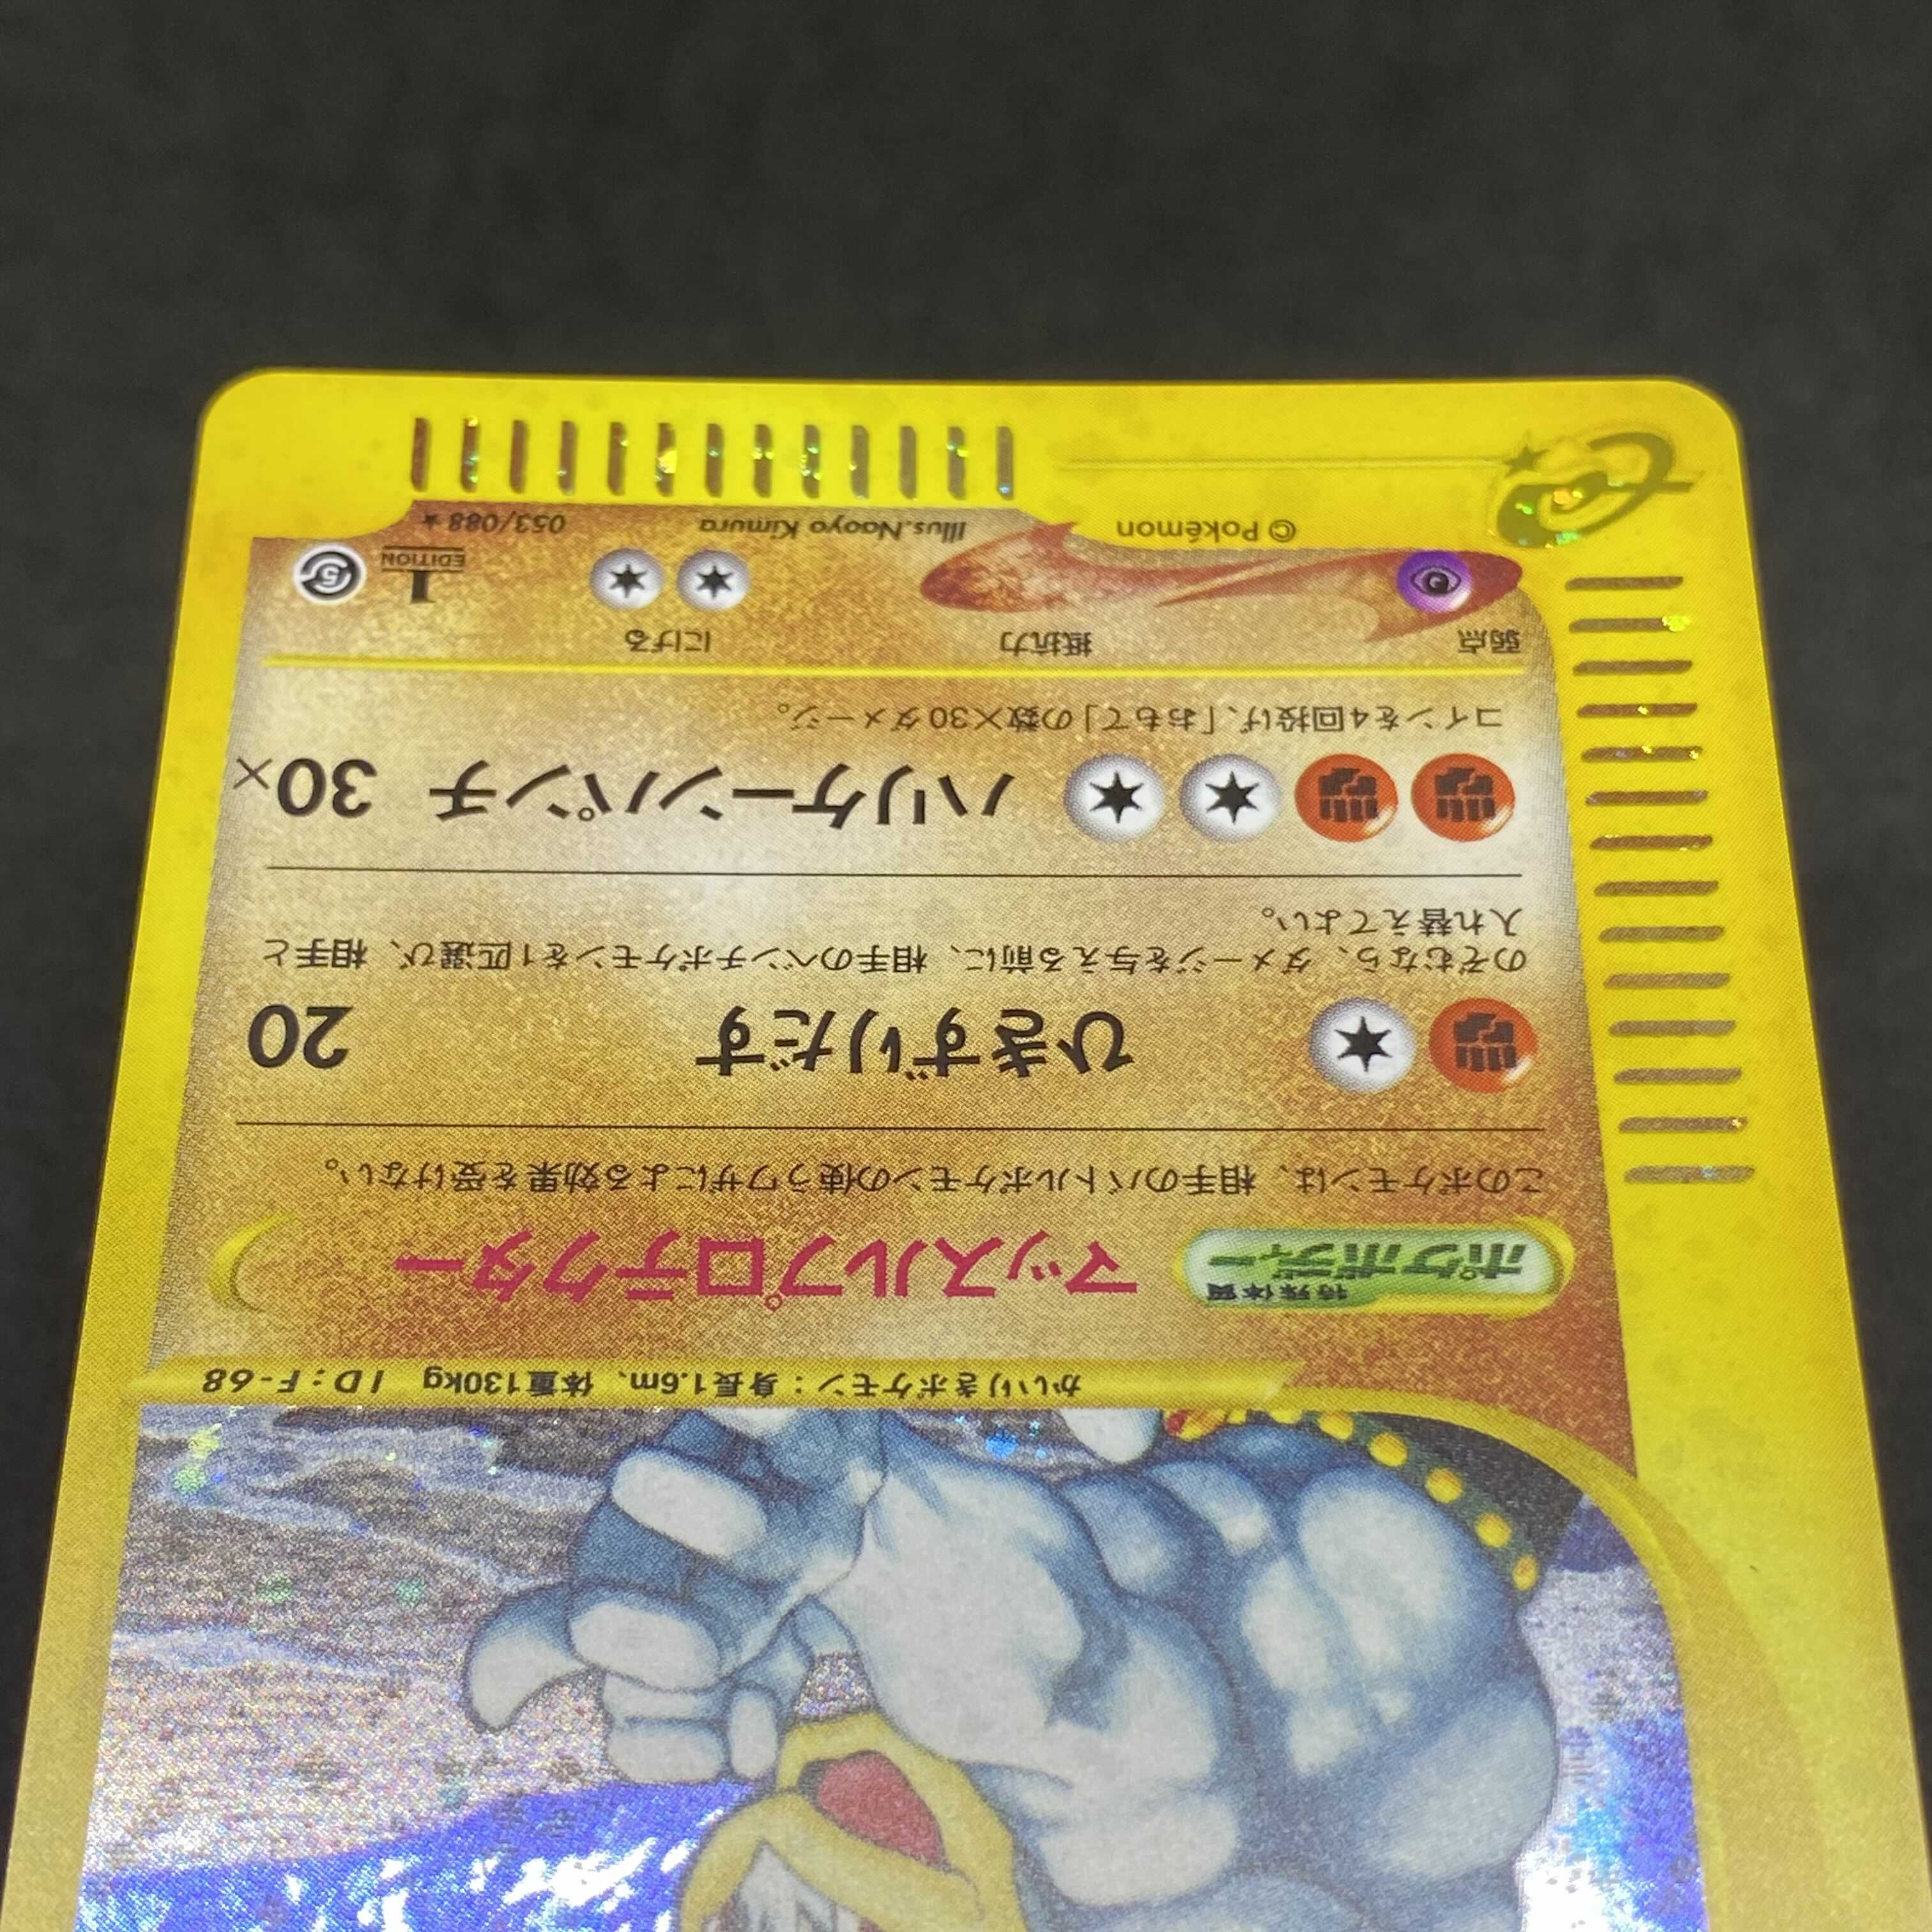 かいりきポケモン:身長1.6m、体重130kg ID:F-68
特殊体質
ポケボディー マッスルプロテクター
このポケモンは、相手のバトルポケモンの使うワザによる効果を受けない。
ひきずりだす 20
のぞむなら、ダメージを与える前に、相手のベンチポケモンを1匹選び、相手と
入れ替えてよい。
ハリケーンパンチ 30×
コインを4回投げ、「おもて」の数×30ダメージ。
弱点 抵抗力 にげる
1 EDITION 5
©Pokémon Illus.Naoyo Kimura 053/088 ★
e